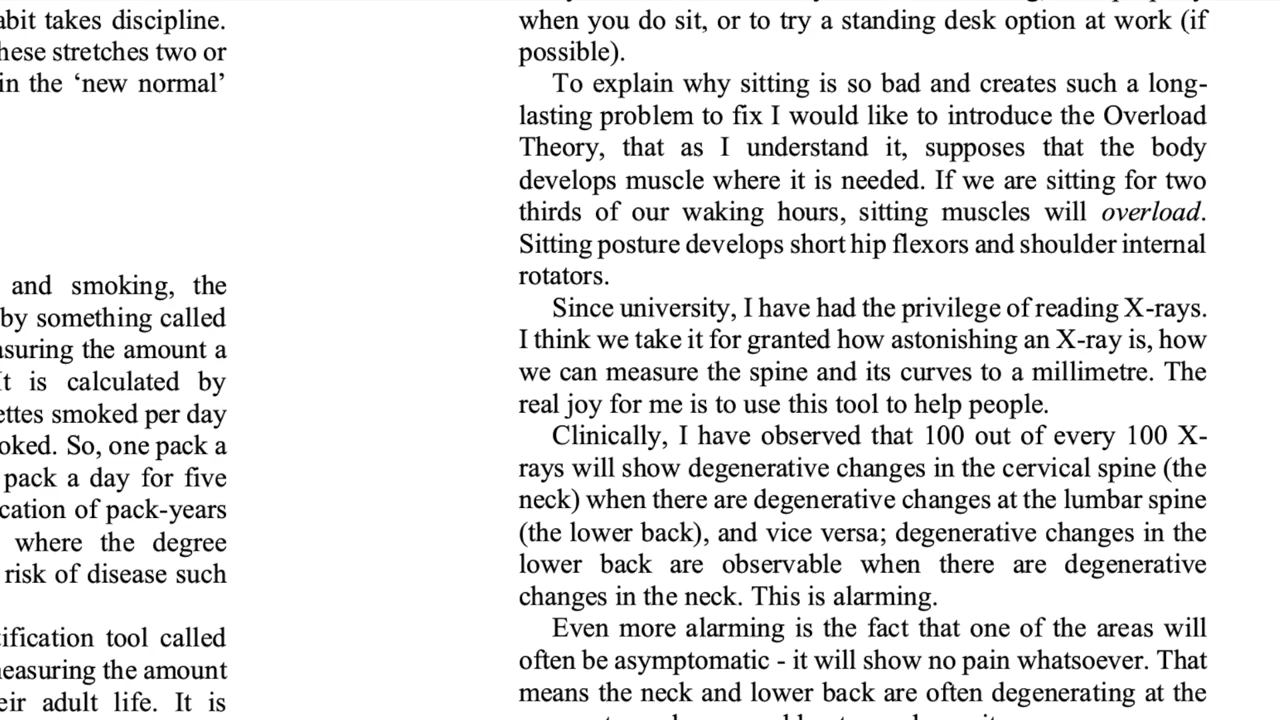 abit takes discipline.
hese stretches two or
in the ‘new normal’
and smoking, the
by something called
asuring the amount a
It is calculated by
ettes smoked per day
oked. So, one pack a
pack a day for five
cation of pack-years
where the degree
risk of disease such
ification tool called
measuring the amount
eir adult life. It is
when you do sit, or to try a standing desk option at work (if
possible).
To explain why sitting is so bad and creates such a long-
lasting problem to fix I would like to introduce the Overload
Theory, that as I understand it, supposes that the body
develops muscle where it is needed. If we are sitting for two
thirds of our waking hours, sitting muscles will overload.
Sitting posture develops short hip flexors and shoulder internal
rotators.
Since university, I have had the privilege of reading X-rays.
I think we take it for granted how astonishing an X-ray is, how
we can measure the spine and its curves to a millimetre. The
real joy for me is to use this tool to help people.
Clinically, I have observed that 100 out of every 100 X-
rays will show degenerative changes in the cervical spine (the
neck) when there are degenerative changes at the lumbar spine
(the lower back), and vice versa; degenerative changes in the
lower back are observable when there are degenerative
changes in the neck. This is alarming.
Even more alarming is the fact that one of the areas will
often be asymptomatic - it will show no pain whatsoever. That
means the neck and lower back are often degenerating at the